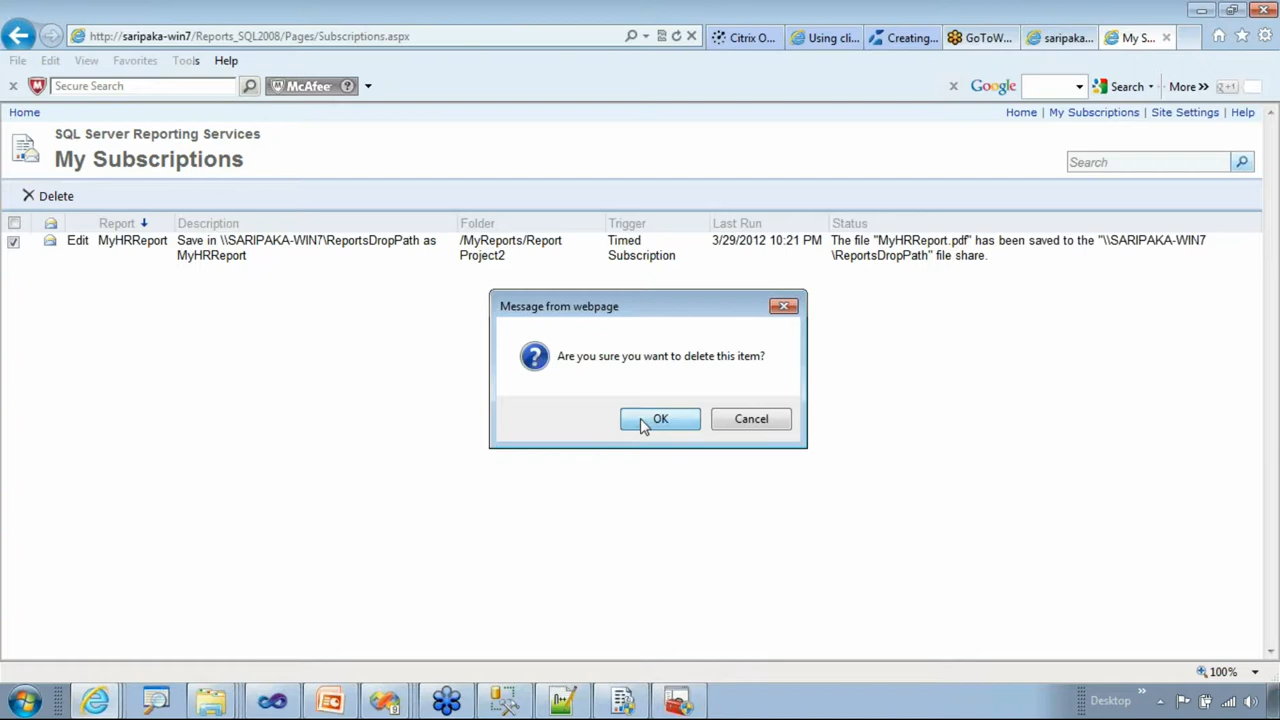 http://saripaka-win7/Reports_SQL2008/Pages/Subscriptions.aspx
Citrix O...
Using cli...
Creating...
GoToW...
saripaka...
My S...
File Edit View Favorites Tools Help
Secure Search
McAfee
Google
Search
More »
+1
Home
Home | My Subscriptions | Site Settings | Help
SQL Server Reporting Services
My Subscriptions
Search
Delete
Report Description Folder Trigger Last Run Status
Edit MyHRReport Save in \\SARIPAKA-WIN7\ReportsDropPath as /MyReports/Report Timed 3/29/2012 10:21 PM The file "MyHRReport.pdf" has been saved to the "\\SARIPAKA-WIN7
MyHRReport Project2 Subscription \ReportsDropPath" file share.
Message from webpage
Are you sure you want to delete this item?
OK Cancel
100%
Desktop